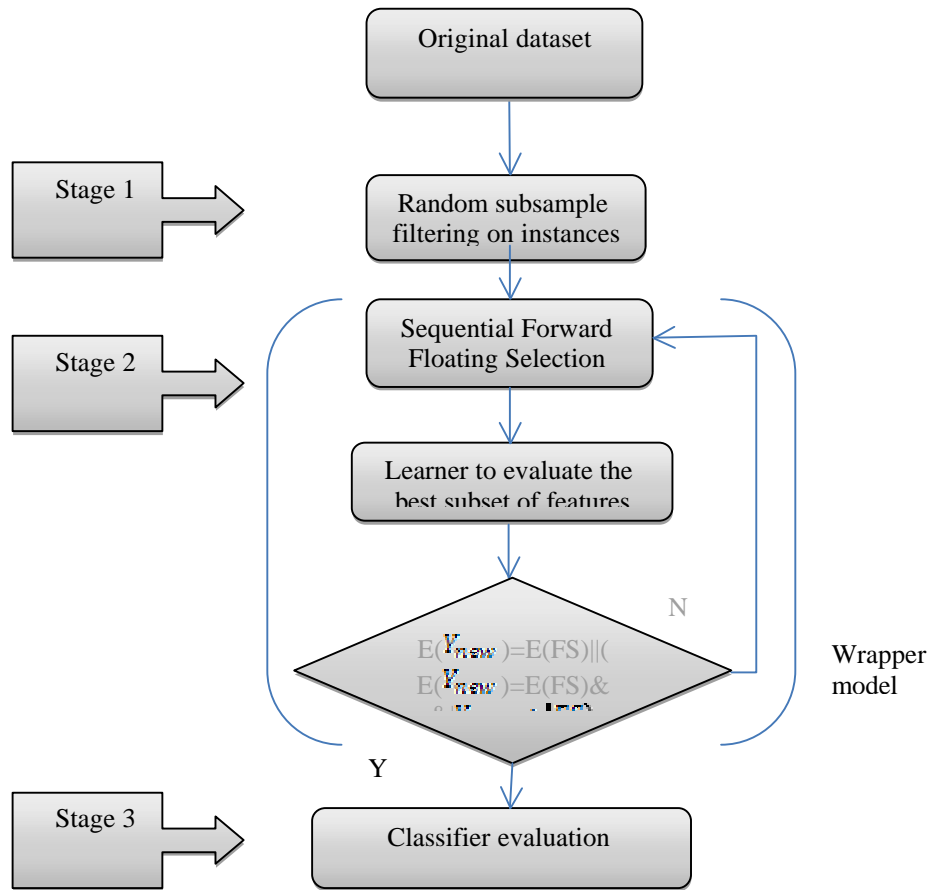 Original dataset
Stage 1
Random subsample
filtering on instances
Stage 2
Sequential Forward
Floating Selection
Learner to evaluate the
best subset of features
N
E(Ynew )=E(FS)||(
E(Ynew )=E(FS)&
Wrapper
model
Y
Stage 3
Classifier evaluation